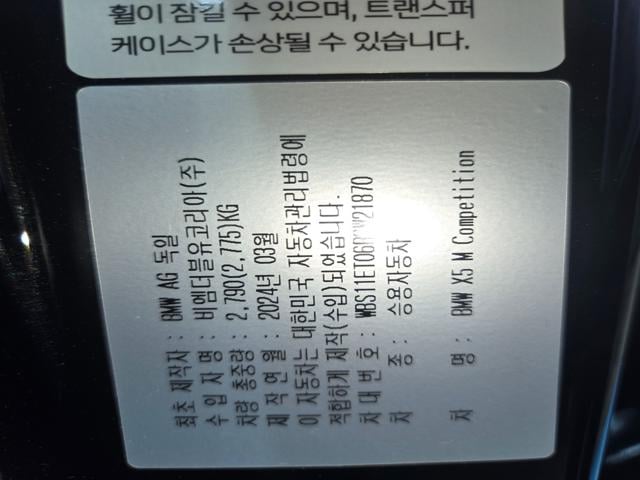 휠이 잠길 수 있으며, 트랜스퍼
케이스가 손상될 수 있습니다.
최초 제작자 : BMW AG 독일
수 입 자 명 : 비엠더블유코리아(주)
차량 총중량 : 2,790(2,775)KG
제 작 연 월 : 2024년 03월
이 자동차는 대한민국 자동차관리법령에
적합하게 제작(수입)되었습니다.
차 대 번 호 :
차 종 : 승용자동차
차 명 : BMW X5 M Competition